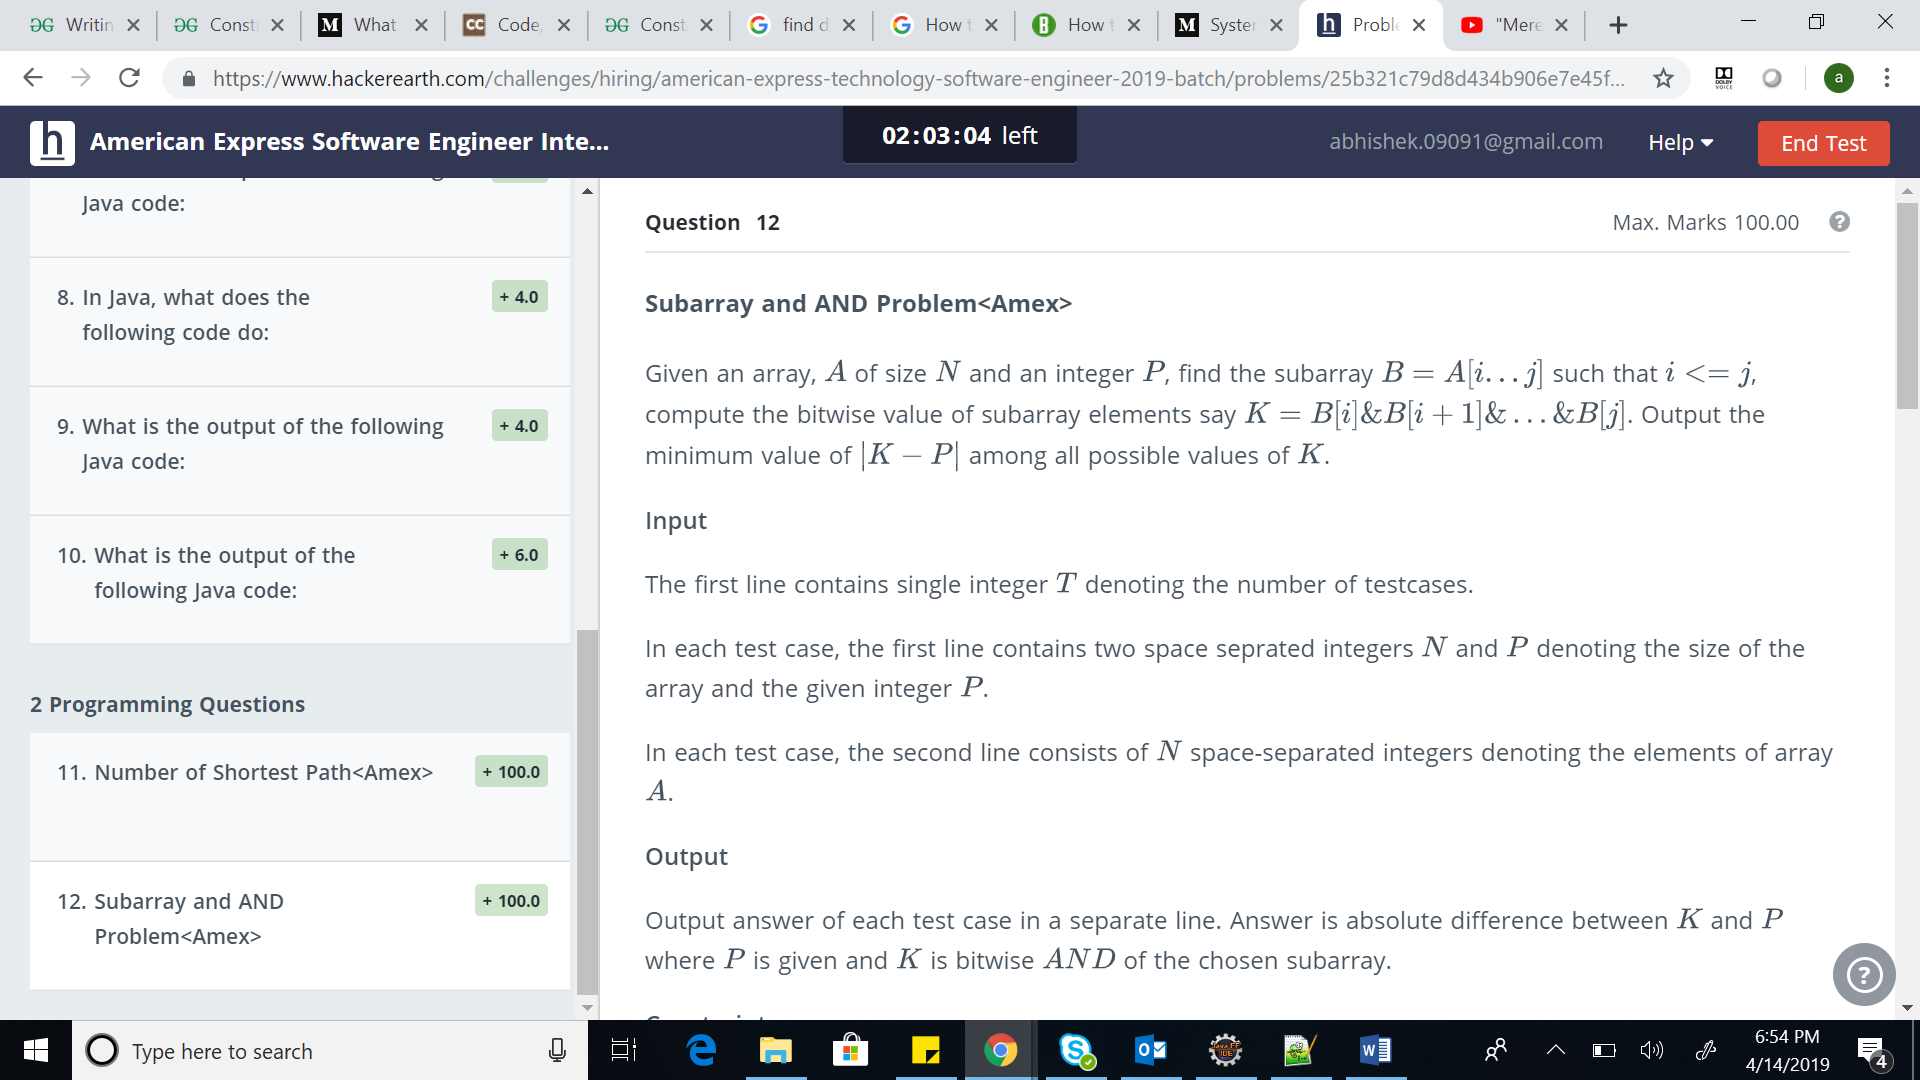 Writin
Const
M What
CC Code,
Const
G find d
G How t
B How t
M System
h Proble
"Mere
https://www.hackerearth.com/challenges/hiring/american-express-technology-software-engineer-2019-batch/problems/25b321c79d8d434b906e7e45f...
DOLBY
VOICE
a
h American Express Software Engineer Inte...
02:03:04 left
abhishek.09091@gmail.com
Help
End Test
Java code:
8. In Java, what does the
following code do:
+ 4.0
9. What is the output of the following
Java code:
+ 4.0
10. What is the output of the
following Java code:
+ 6.0
2 Programming Questions
11. Number of Shortest Path<Amex>
+ 100.0
12. Subarray and AND
Problem<Amex>
+ 100.0
Question 12
Max. Marks 100.00
?
Subarray and AND Problem<Amex>
Given an array, A of size N and an integer P, find the subarray B = A[i. . . j] such that i <= j,
compute the bitwise value of subarray elements say K = B[i]&B[i + 1]& . . . &B[j]. Output the
minimum value of |K − P| among all possible values of K.
Input
The first line contains single integer T denoting the number of testcases.
In each test case, the first line contains two space seprated integers N and P denoting the size of the
array and the given integer P.
In each test case, the second line consists of N space-separated integers denoting the elements of array
A.
Output
Output answer of each test case in a separate line. Answer is absolute difference between K and P
where P is given and K is bitwise AND of the chosen subarray.
?
Type here to search
Java EE
IDE
6:54 PM
4/14/2019
4